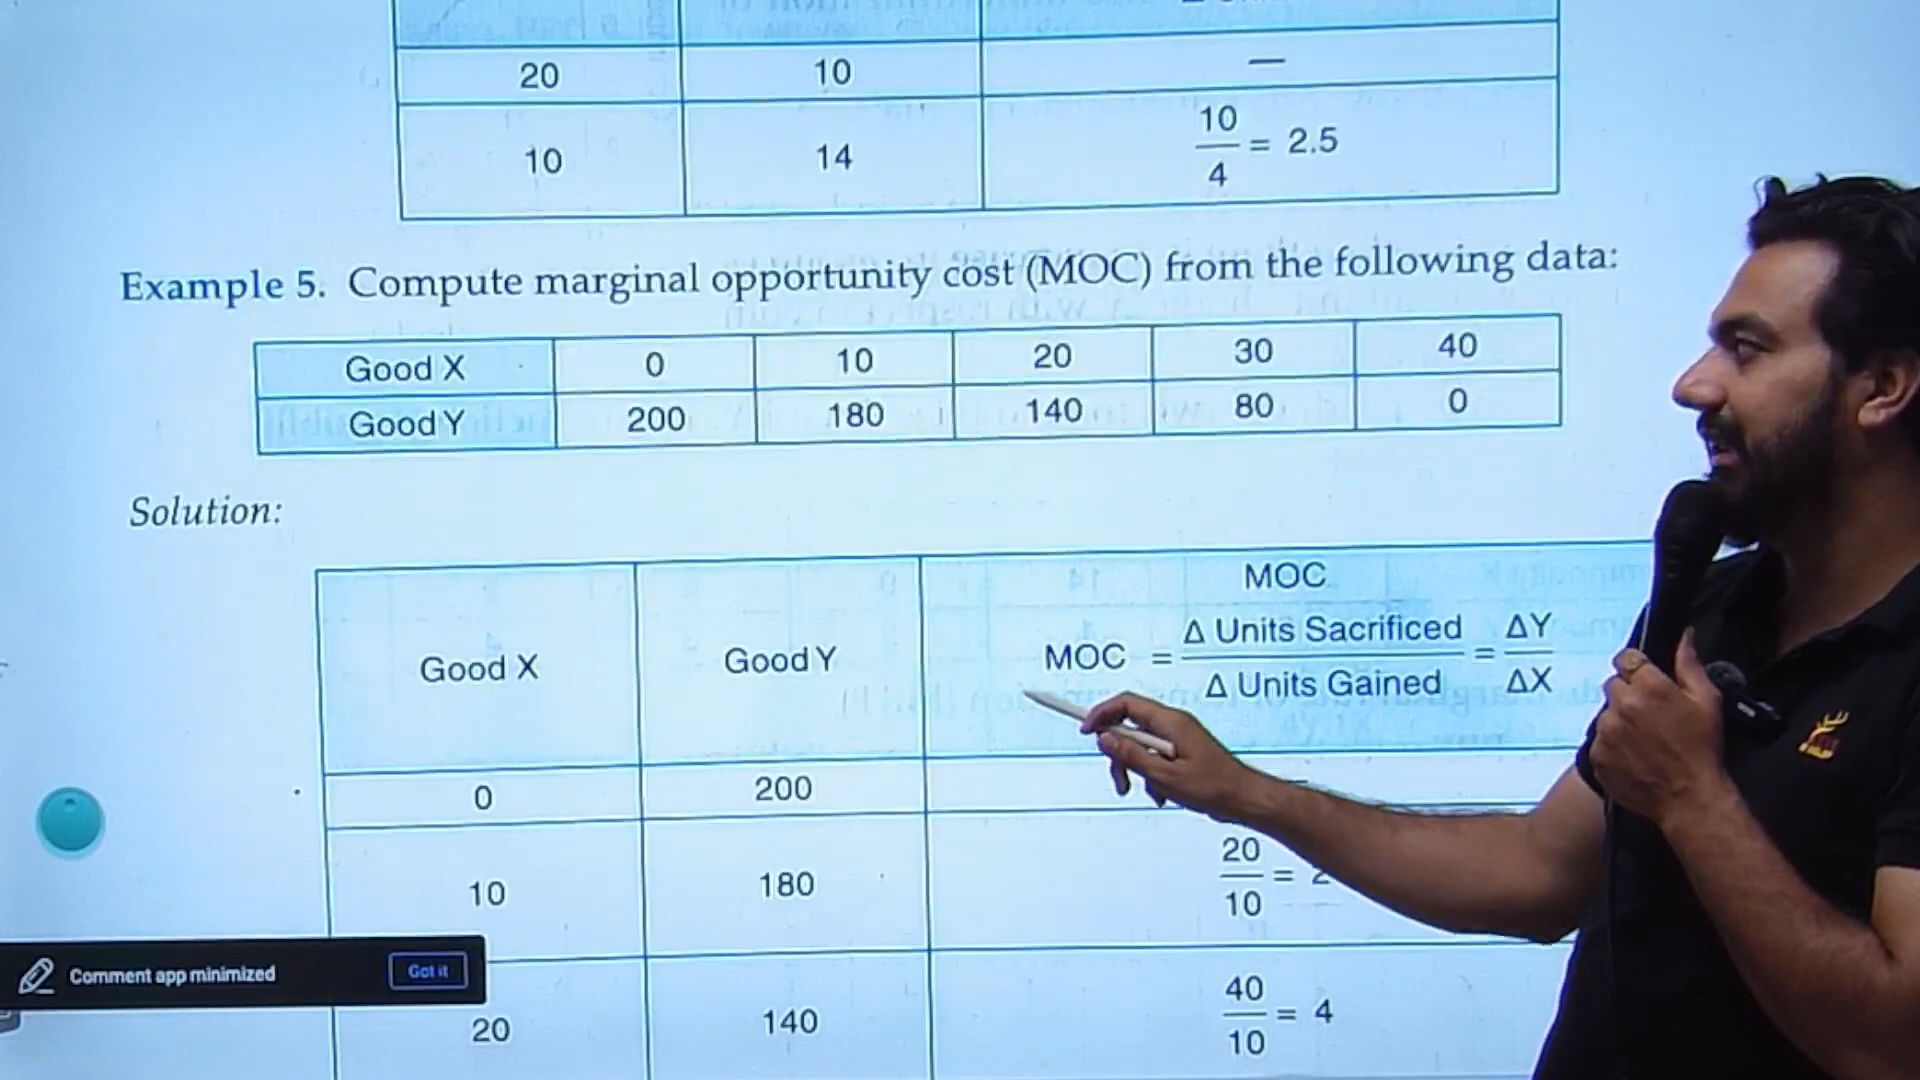 20 10 —
10 14 10/4 = 2.5
Example 5. Compute marginal opportunity cost (MOC) from the following data:
Good X 0 10 20 30 40
Good Y 200 180 140 80 0
Solution:
Good X Good Y MOC
MOC = Δ Units Sacrificed / Δ Units Gained = ΔY / ΔX
0 200
10 180 20/10 = 2
20 140 40/10 = 4
Comment app minimized Got it